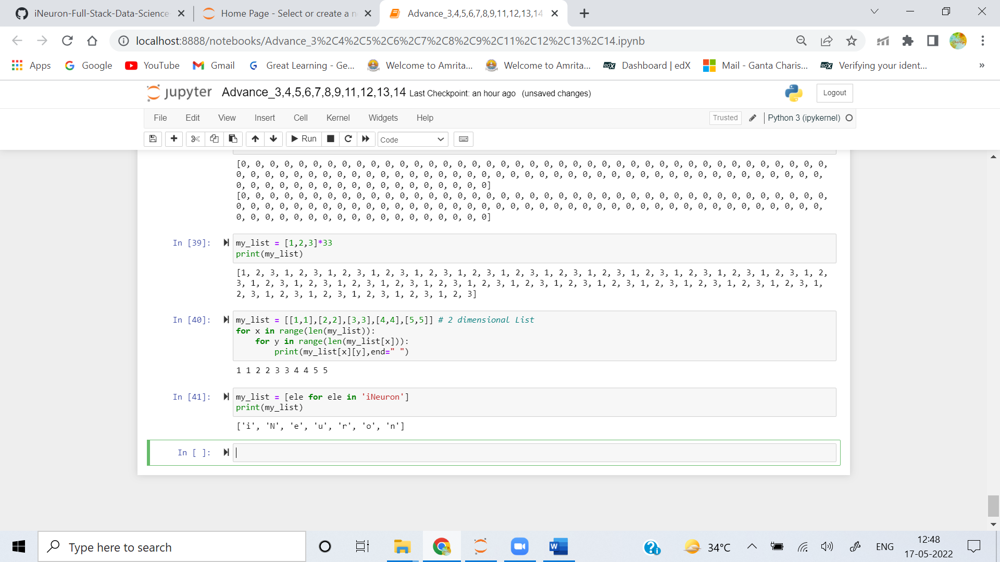 iNeuron-Full-Stack-Data-Science
Home Page - Select or create a n
Advance_3,4,5,6,7,8,9,11,12,13,14
localhost:8888/notebooks/Advance_3%2C4%2C5%2C6%2C7%2C8%2C9%2C11%2C12%2C13%2C14.ipynb
Apps Google YouTube Gmail Great Learning - Ge... Welcome to Amrita... Welcome to Amrita... Dashboard | edX Mail - Ganta Charis... Verifying your ident... »
jupyter Advance_3,4,5,6,7,8,9,11,12,13,14 Last Checkpoint: an hour ago (unsaved changes) Logout
File Edit View Insert Cell Kernel Widgets Help Trusted Python 3 (ipykernel)
Run Code
[0, 0, 0, 0, 0, 0, 0, 0, 0, 0, 0, 0, 0, 0, 0, 0, 0, 0, 0, 0, 0, 0, 0, 0, 0, 0, 0, 0, 0, 0, 0, 0, 0, 0, 0, 0, 0, 0, 0, 0, 0,
0, 0, 0, 0, 0, 0, 0, 0, 0, 0, 0, 0, 0, 0, 0, 0, 0, 0, 0, 0, 0, 0, 0, 0, 0, 0, 0, 0, 0, 0, 0, 0, 0, 0, 0, 0, 0, 0, 0, 0, 0,
0, 0, 0, 0, 0, 0, 0, 0, 0, 0, 0, 0, 0, 0, 0, 0, 0, 0]
[0, 0, 0, 0, 0, 0, 0, 0, 0, 0, 0, 0, 0, 0, 0, 0, 0, 0, 0, 0, 0, 0, 0, 0, 0, 0, 0, 0, 0, 0, 0, 0, 0, 0, 0, 0, 0, 0, 0, 0, 0,
0, 0, 0, 0, 0, 0, 0, 0, 0, 0, 0, 0, 0, 0, 0, 0, 0, 0, 0, 0, 0, 0, 0, 0, 0, 0, 0, 0, 0, 0, 0, 0, 0, 0, 0, 0, 0, 0, 0, 0, 0,
0, 0, 0, 0, 0, 0, 0, 0, 0, 0, 0, 0, 0, 0, 0, 0, 0, 0]
In [39]: my_list = [1,2,3]*33
print(my_list)
[1, 2, 3, 1, 2, 3, 1, 2, 3, 1, 2, 3, 1, 2, 3, 1, 2, 3, 1, 2, 3, 1, 2, 3, 1, 2, 3, 1, 2, 3, 1, 2, 3, 1, 2, 3, 1, 2, 3, 1, 2,
3, 1, 2, 3, 1, 2, 3, 1, 2, 3, 1, 2, 3, 1, 2, 3, 1, 2, 3, 1, 2, 3, 1, 2, 3, 1, 2, 3, 1, 2, 3, 1, 2, 3, 1, 2, 3, 1, 2, 3, 1,
2, 3, 1, 2, 3, 1, 2, 3, 1, 2, 3, 1, 2, 3, 1, 2, 3]
In [40]: my_list = [[1,1],[2,2],[3,3],[4,4],[5,5]] # 2 dimensional List
for x in range(len(my_list)):
for y in range(len(my_list[x])):
print(my_list[x][y],end=" ")
1 1 2 2 3 3 4 4 5 5
In [41]: my_list = [ele for ele in 'iNeuron']
print(my_list)
['i', 'N', 'e', 'u', 'r', 'o', 'n']
In [ ]:
Type here to search
34°C
ENG
12:48
17-05-2022